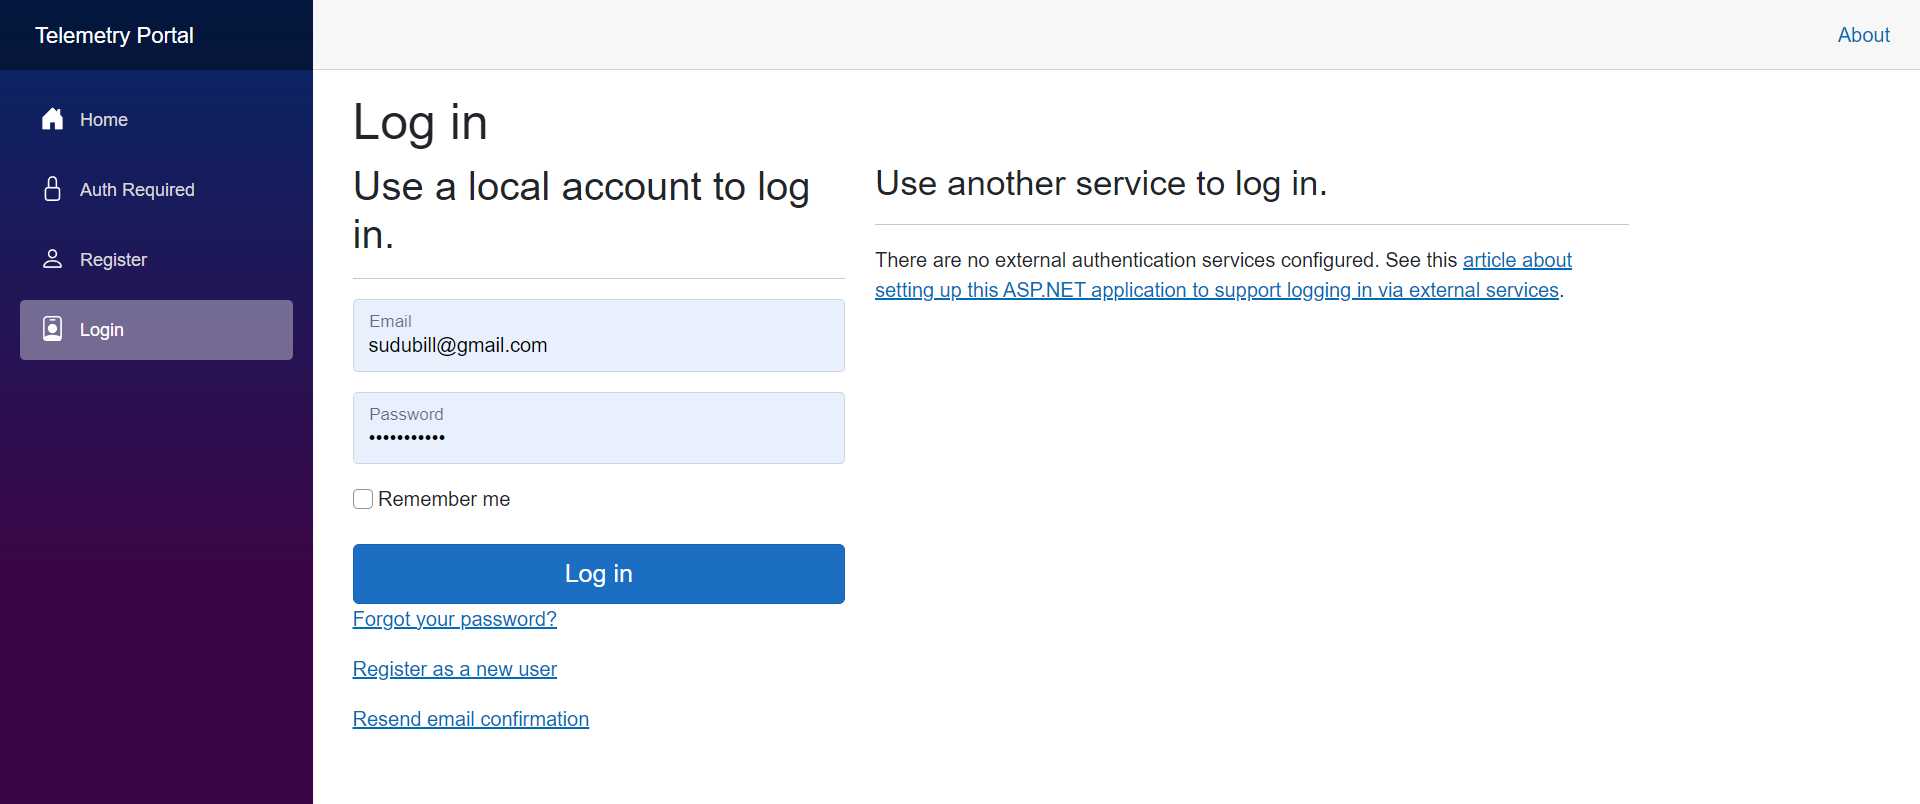 Telemetry Portal
About
Home
Auth Required
Register
Login
Log in
Use a local account to log
in.
Email
sudubill@gmail.com
Password
•••••••••••
Remember me
Log in
Forgot your password?
Register as a new user
Resend email confirmation
Use another service to log in.
There are no external authentication services configured. See this article about
setting up this ASP.NET application to support logging in via external services.